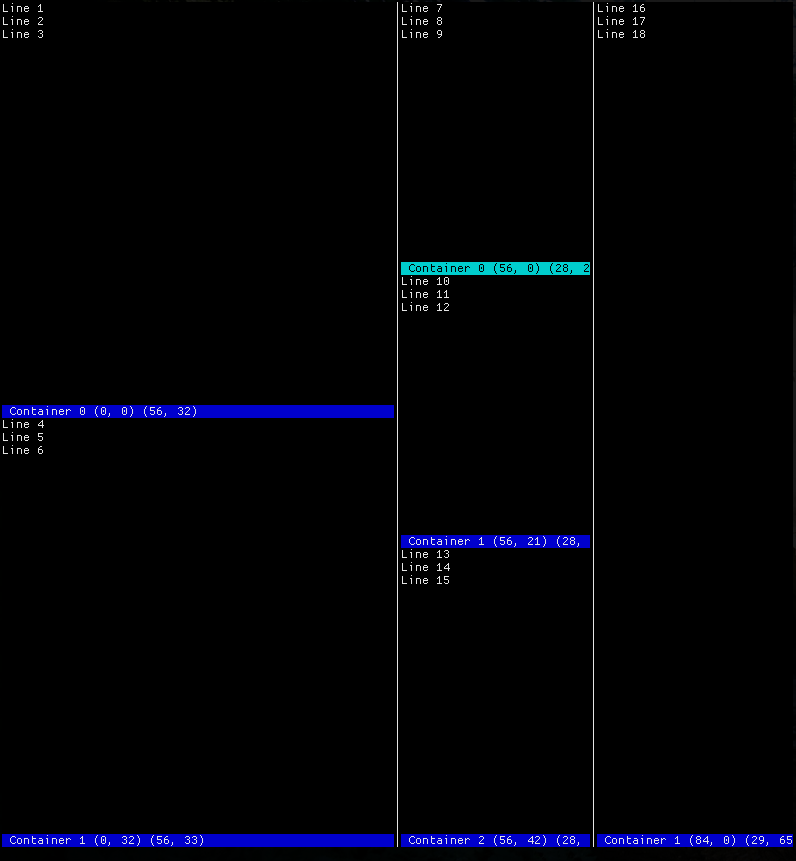 Line 1
Line 2
Line 3
Container 0 (0, 0) (56, 32)
Line 4
Line 5
Line 6
Container 1 (0, 32) (56, 33)
Line 7
Line 8
Line 9
Container 0 (56, 0) (28, 2
Line 10
Line 11
Line 12
Container 1 (56, 21) (28,
Line 13
Line 14
Line 15
Container 2 (56, 42) (28,
Line 16
Line 17
Line 18
Container 1 (84, 0) (29, 65